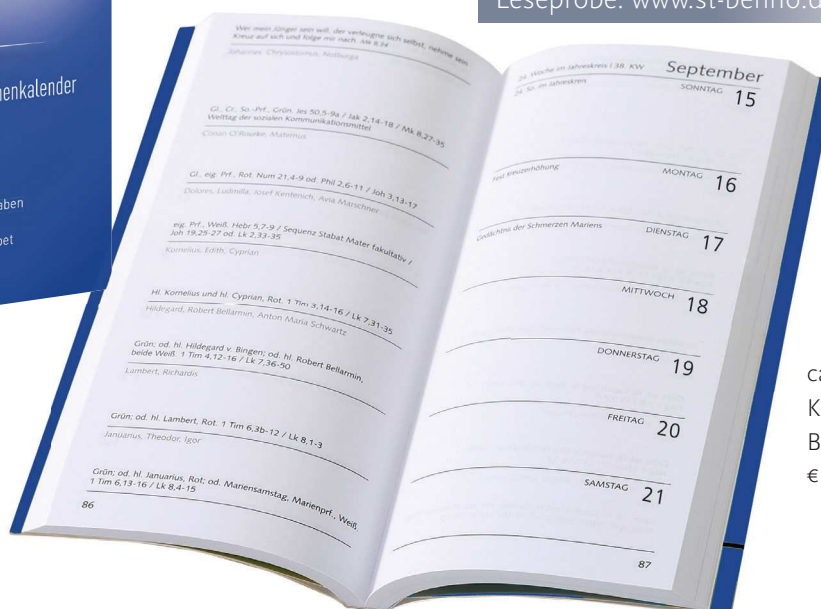 Leseprobe: www.st-benno.d
enkalender
aben
bet
Wer mein Jünger sein will, der verleugne sich selbst, nehme sein
Kreuz auf sich und folge mir nach. Mk 8,34
Johannes Chrysostomus, Notburga
Gl., Cr., So.-Prf., Grün. Jes 50,5-9a / Jak 2,14-18 / Mk 8,27-35
Welttag der sozialen Kommunikationsmittel
Conan O'Rourke, Maternus
Gl., eig. Prf., Rot. Num 21,4-9 od. Phil 2,6-11 / Joh 3,13-17
Dolores, Ludmilla, Josef Kentenich, Avia Marschner
eig. Prf., Weiß. Hebr 5,7-9 / Sequenz Stabat Mater fakultativ /
Joh 19,25-27 od. Lk 2,33-35
Kornelius, Edith, Cyprian
Hl. Kornelius und hl. Cyprian, Rot. 1 Tim 3,14-16 / Lk 7,31-35
Hildegard, Robert Bellarmin, Anton Maria Schwartz
Grün; od. hl. Hildegard v. Bingen; od. hl. Robert Bellarmin,
beide Weiß. 1 Tim 4,12-16 / Lk 7,36-50
Lambert, Richardis
Grün; od. hl. Lambert, Rot. 1 Tim 6,3b-12 / Lk 8,1-3
Januarius, Theodor, Igor
Grün; od. hl. Januarius, Rot; od. Mariensamstag, Marienprf., Weiß.
1 Tim 6,13-16 / Lk 8,4-15
86
24. Woche im Jahreskreis | 38. KW September
24. So. im Jahreskreis SONNTAG 15
Fest Kreuzerhöhung MONTAG 16
Gedächtnis der Schmerzen Mariens DIENSTAG 17
MITTWOCH 18
DONNERSTAG 19
FREITAG 20
SAMSTAG 21
87
ca
K
B
€